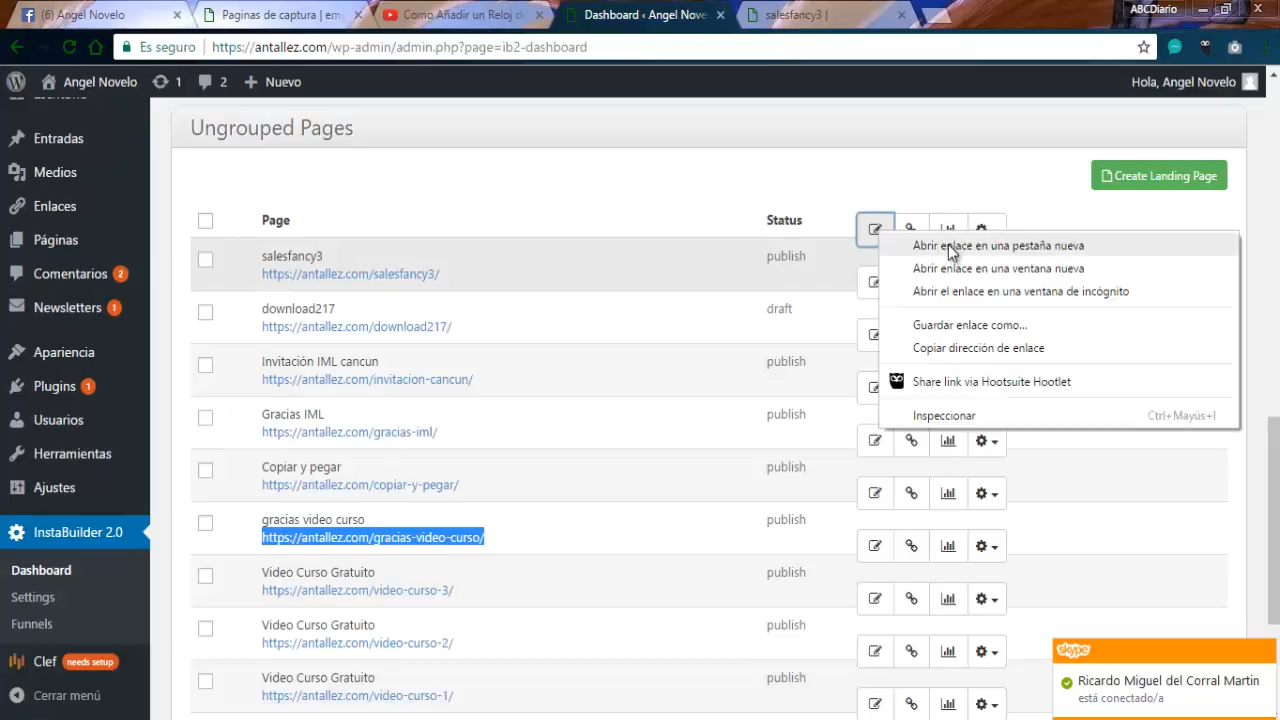 (6) Facebook
Paginas de captura | em
Como Añadir un Reloj de
Dashboard ‹ Angel Nove
salesfancy3 |
ABCDiario
Es seguro
https://antallez.com/wp-admin/admin.php?page=ib2-dashboard
Angel Novelo
1
2
Nuevo
Hola, Angel Novelo
Entradas
Medios
Enlaces
Páginas
Comentarios 2
Newsletters 1
Apariencia
Plugins 1
Usuarios
Herramientas
Ajustes
InstaBuilder 2.0
Dashboard
Settings
Funnels
Clef needs setup
Cerrar menú
Ungrouped Pages
Create Landing Page
Page
Status
salesfancy3
https://antallez.com/salesfancy3/
publish
download217
https://antallez.com/download217/
draft
Invitación IML cancun
https://antallez.com/invitacion-cancun/
publish
Gracias IML
https://antallez.com/gracias-iml/
publish
Copiar y pegar
https://antallez.com/copiar-y-pegar/
publish
gracias video curso
https://antallez.com/gracias-video-curso/
publish
Video Curso Gratuito
https://antallez.com/video-curso-3/
publish
Video Curso Gratuito
https://antallez.com/video-curso-2/
publish
Video Curso Gratuito
https://antallez.com/video-curso-1/
publish
Abrir enlace en una pestaña nueva
Abrir enlace en una ventana nueva
Abrir el enlace en una ventana de incógnito
Guardar enlace como...
Copiar dirección de enlace
Share link via Hootsuite Hootlet
Inspeccionar
Ctrl+Mayús+I
skype
Ricardo Miguel del Corral Martin
está conectado/a